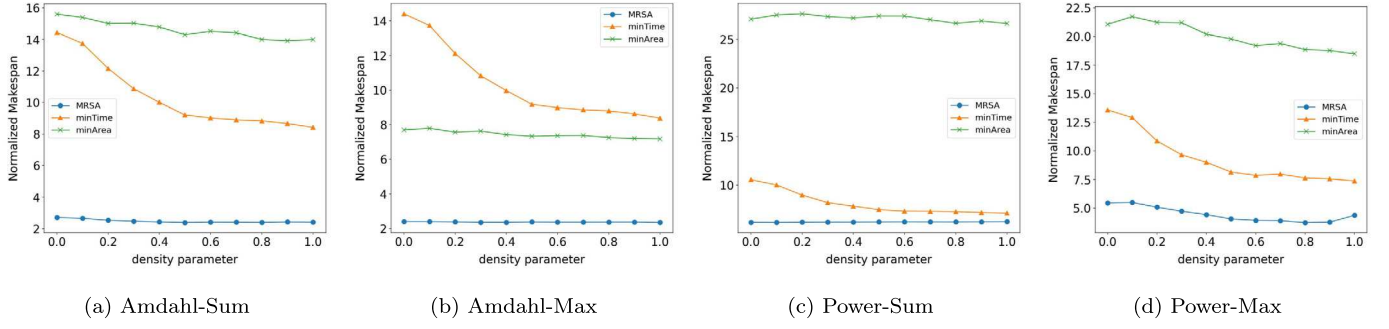 16
14
12
10
8
6
4
2
Normalized Makespan
MRSA
minTime
minArea
0.0 0.2 0.4 0.6 0.8 1.0
density parameter
(a) Amdahl-Sum
14
12
10
8
6
4
2
Normalized Makespan
MRSA
minTime
minArea
0.0 0.2 0.4 0.6 0.8 1.0
density parameter
(b) Amdahl-Max
25
20
15
10
Normalized Makespan
MRSA
minTime
minArea
0.0 0.2 0.4 0.6 0.8 1.0
density parameter
(c) Power-Sum
22.5
20.0
17.5
15.0
12.5
10.0
7.5
5.0
Normalized Makespan
MRSA
minTime
minArea
0.0 0.2 0.4 0.6 0.8 1.0
density parameter
(d) Power-Max